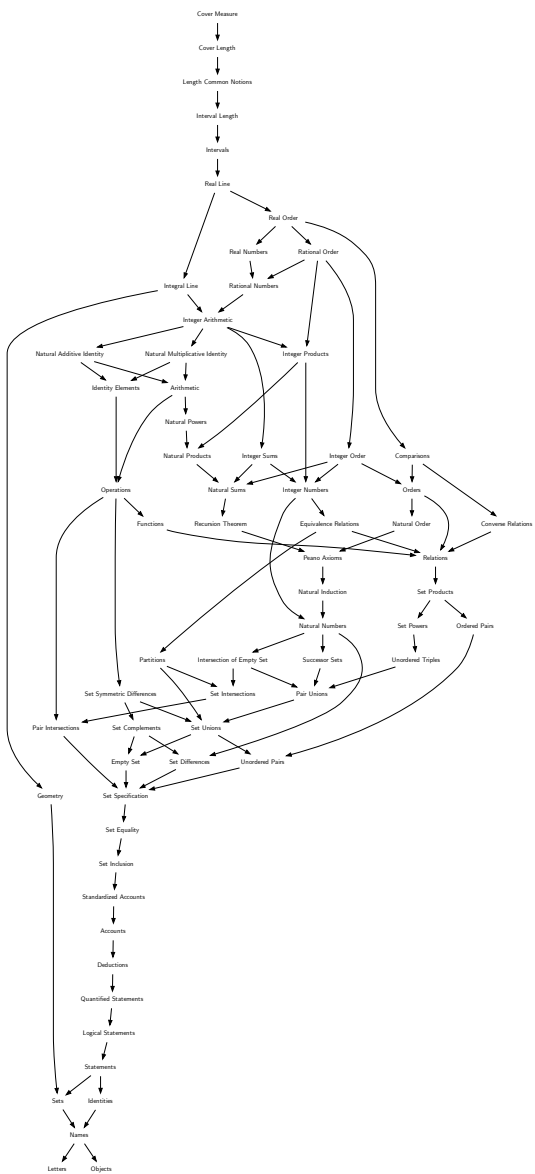 Cover Measure
Cover Length
Length Common Notions
Interval Length
Intervals
Real Line
Real Order
Real Numbers Rational Order
Integral Line Rational Numbers
Integer Arithmetic
Natural Additive Identity Natural Multiplicative Identity Integer Products
Identity Elements Arithmetic
Natural Powers
Natural Products Integer Sums Integer Order Comparisons
Operations Natural Sums Integer Numbers Orders
Functions Recursion Theorem Equivalence Relations Natural Order Converse Relations
Peano Axioms Relations
Natural Induction Set Products
Natural Numbers Set Powers Ordered Pairs
Partitions Intersection of Empty Set Successor Sets Unordered Triples
Set Symmetric Differences Set Intersections Pair Unions
Pair Intersections Set Complements Set Unions
Empty Set Set Differences Unordered Pairs
Geometry Set Specification
Set Equality
Set Inclusion
Standardized Accounts
Accounts
Deductions
Quantified Statements
Logical Statements
Statements
Sets Identities
Names
Letters Objects